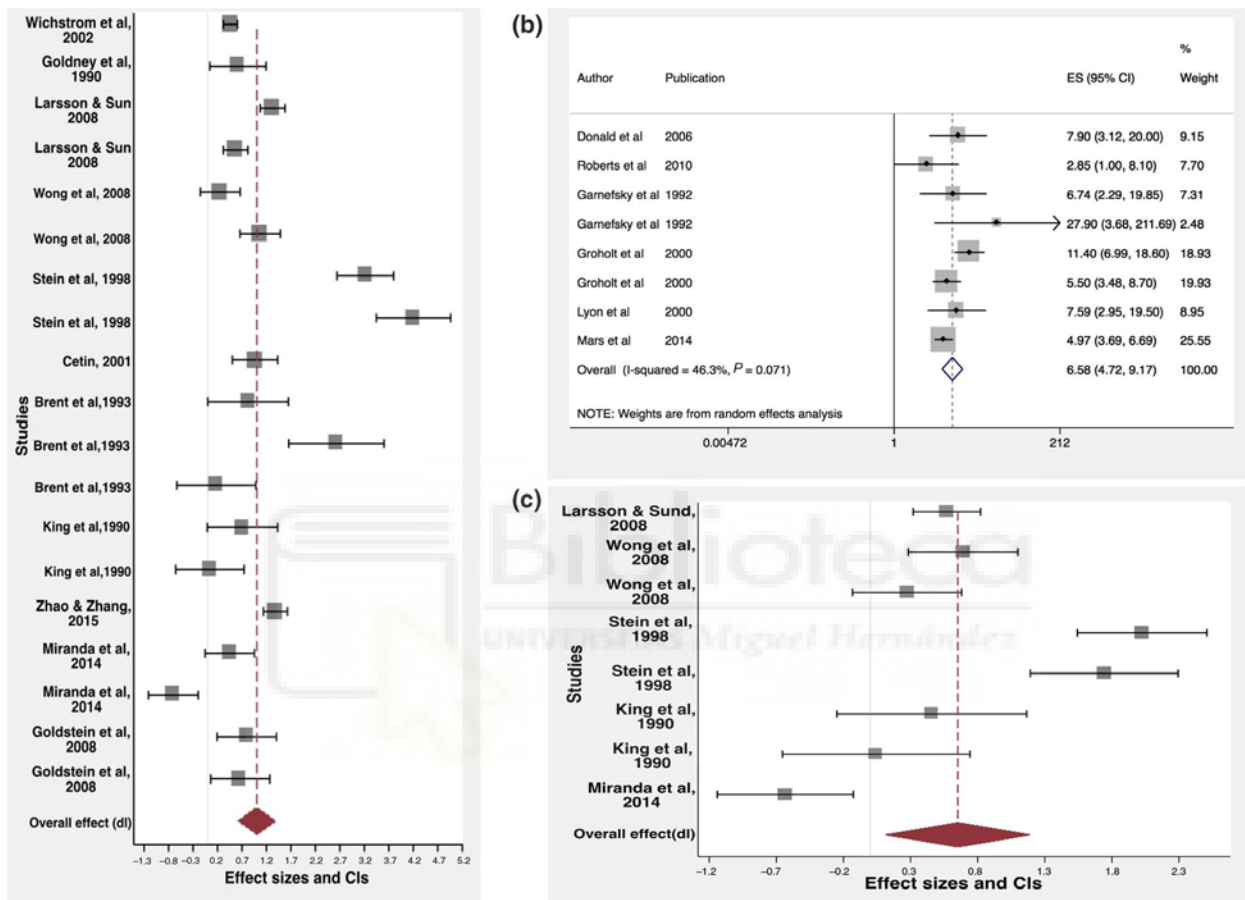 Wichstrom et al,
2002
Goldney et al,
1990
Larsson & Sun
2008
Larsson & Sun
2008
Wong et al, 2008
Wong et al, 2008
Stein et al, 1998
Stein et al, 1998
Cetin, 2001
Brent et al,1993
Brent et al,1993
Brent et al,1993
King et al,1990
King et al,1990
Zhao & Zhang,
2015
Miranda et al,
2014
Miranda et al,
2014
Goldstein et al,
2008
Goldstein et al,
2008
Overall effect (dl)
Studies
−1.3 −0.8 −0.3 0.2 0.7 1.2 1.7 2.2 2.7 3.2 3.7 4.2 4.7 5.2
Effect sizes and CIs
(b)
%
Author Publication ES (95% CI) Weight
Donald et al 2006 7.90 (3.12, 20.00) 9.15
Roberts et al 2010 2.85 (1.00, 8.10) 7.70
Garnefsky et al 1992 6.74 (2.29, 19.85) 7.31
Garnefsky et al 1992 27.90 (3.68, 211.69) 2.48
Groholt et al 2000 11.40 (6.99, 18.60) 18.93
Groholt et al 2000 5.50 (3.48, 8.70) 19.93
Lyon et al 2000 7.59 (2.95, 19.50) 8.95
Mars et al 2014 4.97 (3.69, 6.69) 25.55
Overall (I-squared = 46.3%, P = 0.071) 6.58 (4.72, 9.17) 100.00
NOTE: Weights are from random effects analysis
0.00472 1 212
(c)
Larsson & Sund,
2008
Wong et al,
2008
Wong et al,
2008
Stein et al,
1998
Stein et al,
1998
King et al,
1990
King et al,
1990
Miranda et al,
2014
Overall effect(dl)
Studies
−1.2 −0.7 −0.2 0.3 0.8 1.3 1.8 2.3
Effect sizes and CIs
Biblioteca
UNIVERSITAS Miguel Hernández